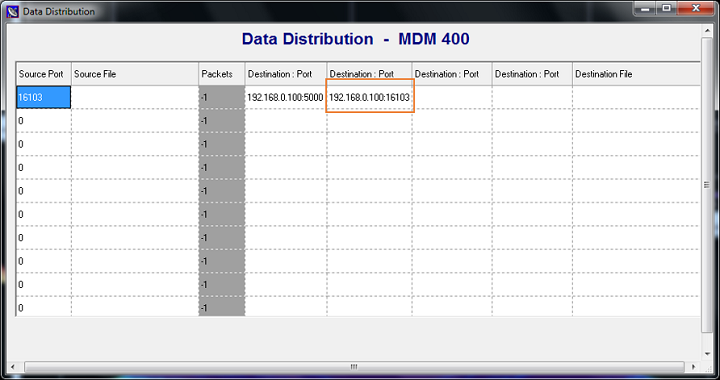 Data Distribution
Data Distribution - MDM 400
Source Port Source File Packets Destination : Port Destination : Port Destination : Port Destination : Port Destination File
16103 -1 192.168.0.100:5000 192.168.0.100:16103
0 -1
0 -1
0 -1
0 -1
0 -1
0 -1
0 -1
0 -1
0 -1